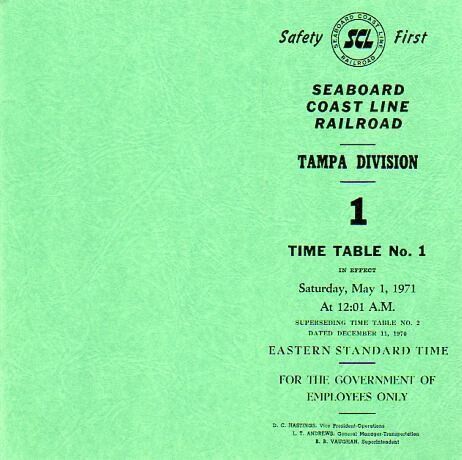 Safety First
SEABOARD COAST LINE
SCL
RAILROAD
SEABOARD
COAST LINE
RAILROAD
TAMPA DIVISION
1
TIME TABLE No. 1
IN EFFECT
Saturday, May 1, 1971
At 12:01 A.M.
SUPERSEDING TIME TABLE NO. 2
DATED DECEMBER 11, 1970
EASTERN STANDARD TIME
FOR THE GOVERNMENT OF
EMPLOYEES ONLY
D. C. HASTINGS, Vice President-Operations
L. T. ANDREWS, General Manager-Transportation
B. B. VAUGHAN, Superintendent